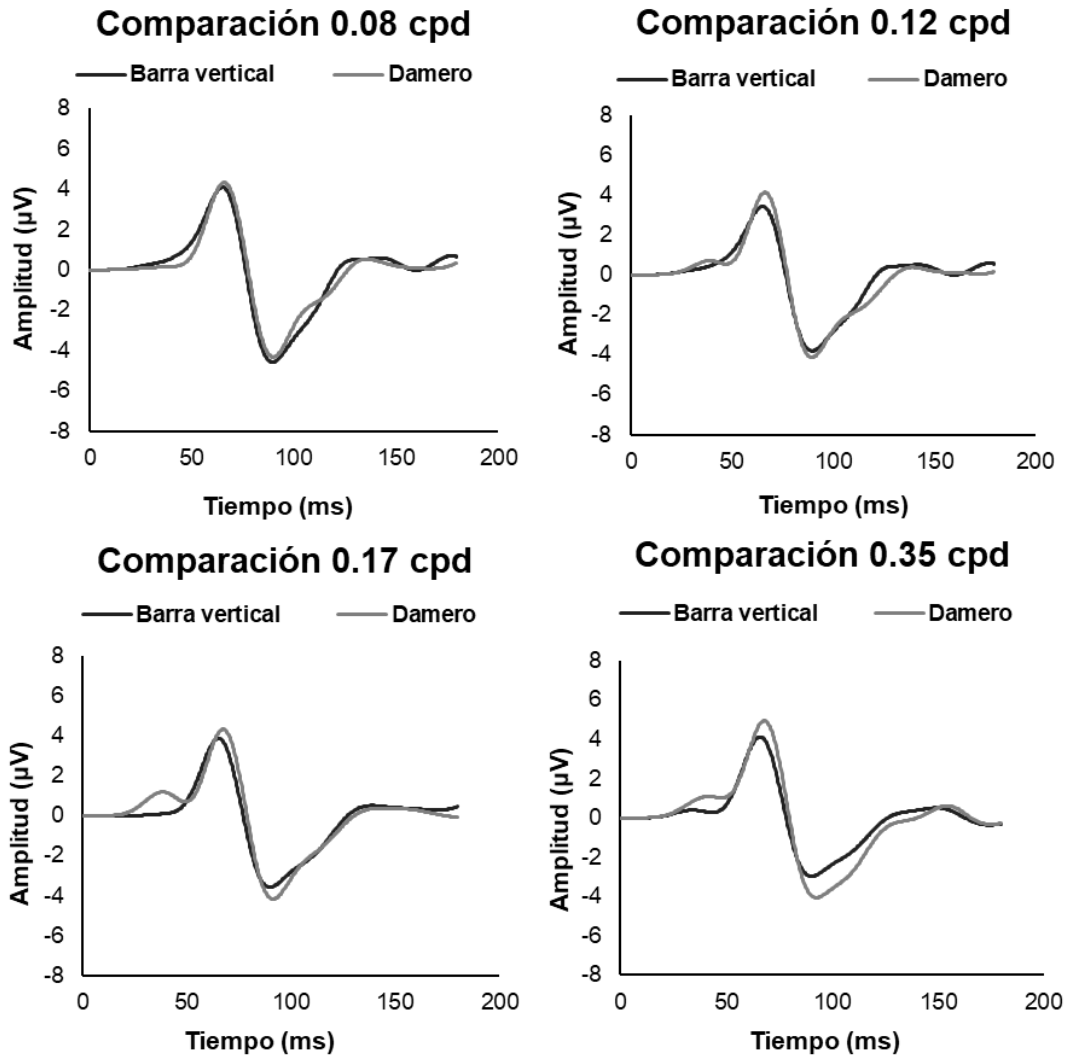 Comparación 0.08 cpd
Barra vertical Damero
8
6
4
2
0
-2
-4
-6
-8
0 50 100 150 200
Amplitud (µV)
Tiempo (ms)
Comparación 0.12 cpd
Barra vertical Damero
8
6
4
2
0
-2
-4
-6
-8
0 50 100 150 200
Amplitud (µV)
Tiempo (ms)
Comparación 0.17 cpd
Barra vertical Damero
8
6
4
2
0
-2
-4
-6
-8
0 50 100 150 200
Amplitud (µV)
Tiempo (ms)
Comparación 0.35 cpd
Barra vertical Damero
8
6
4
2
0
-2
-4
-6
-8
0 50 100 150 200
Amplitud (µV)
Tiempo (ms)